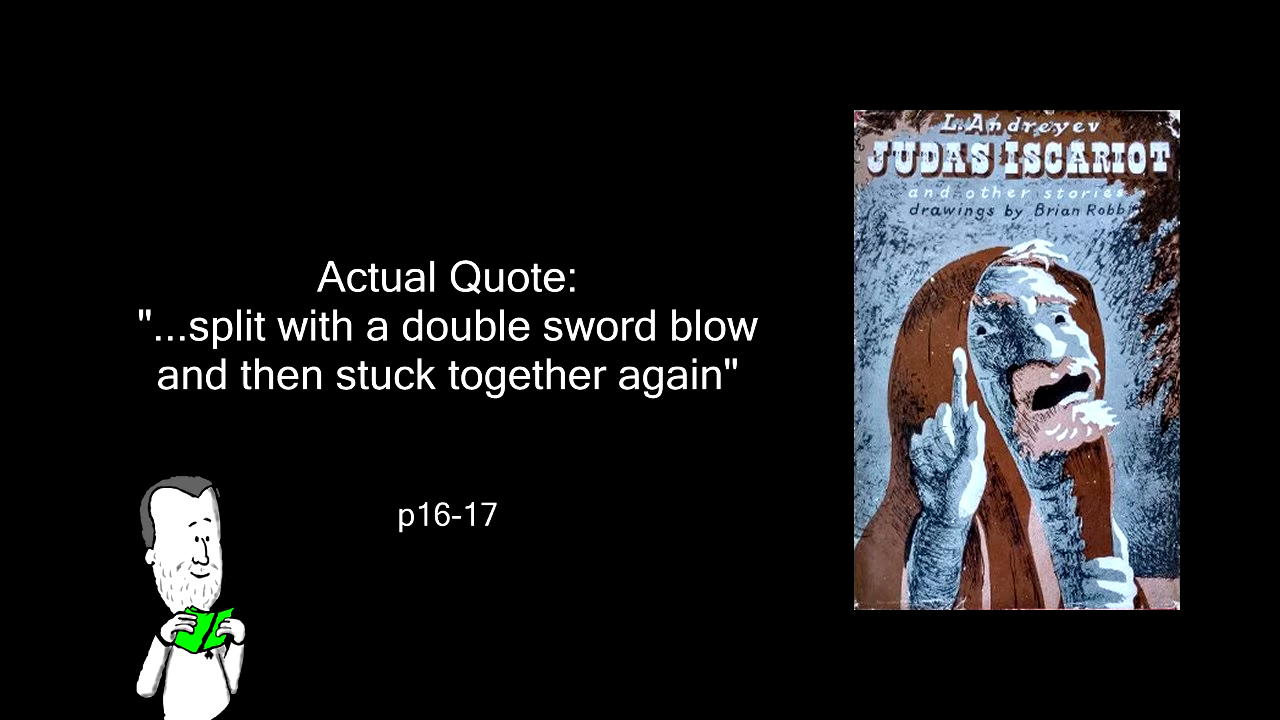 Actual Quote:
"...split with a double sword blow
and then stuck together again"
p16-17
L. Andreyev
JUDAS ISCARIOT
and other stories
drawings by Brian